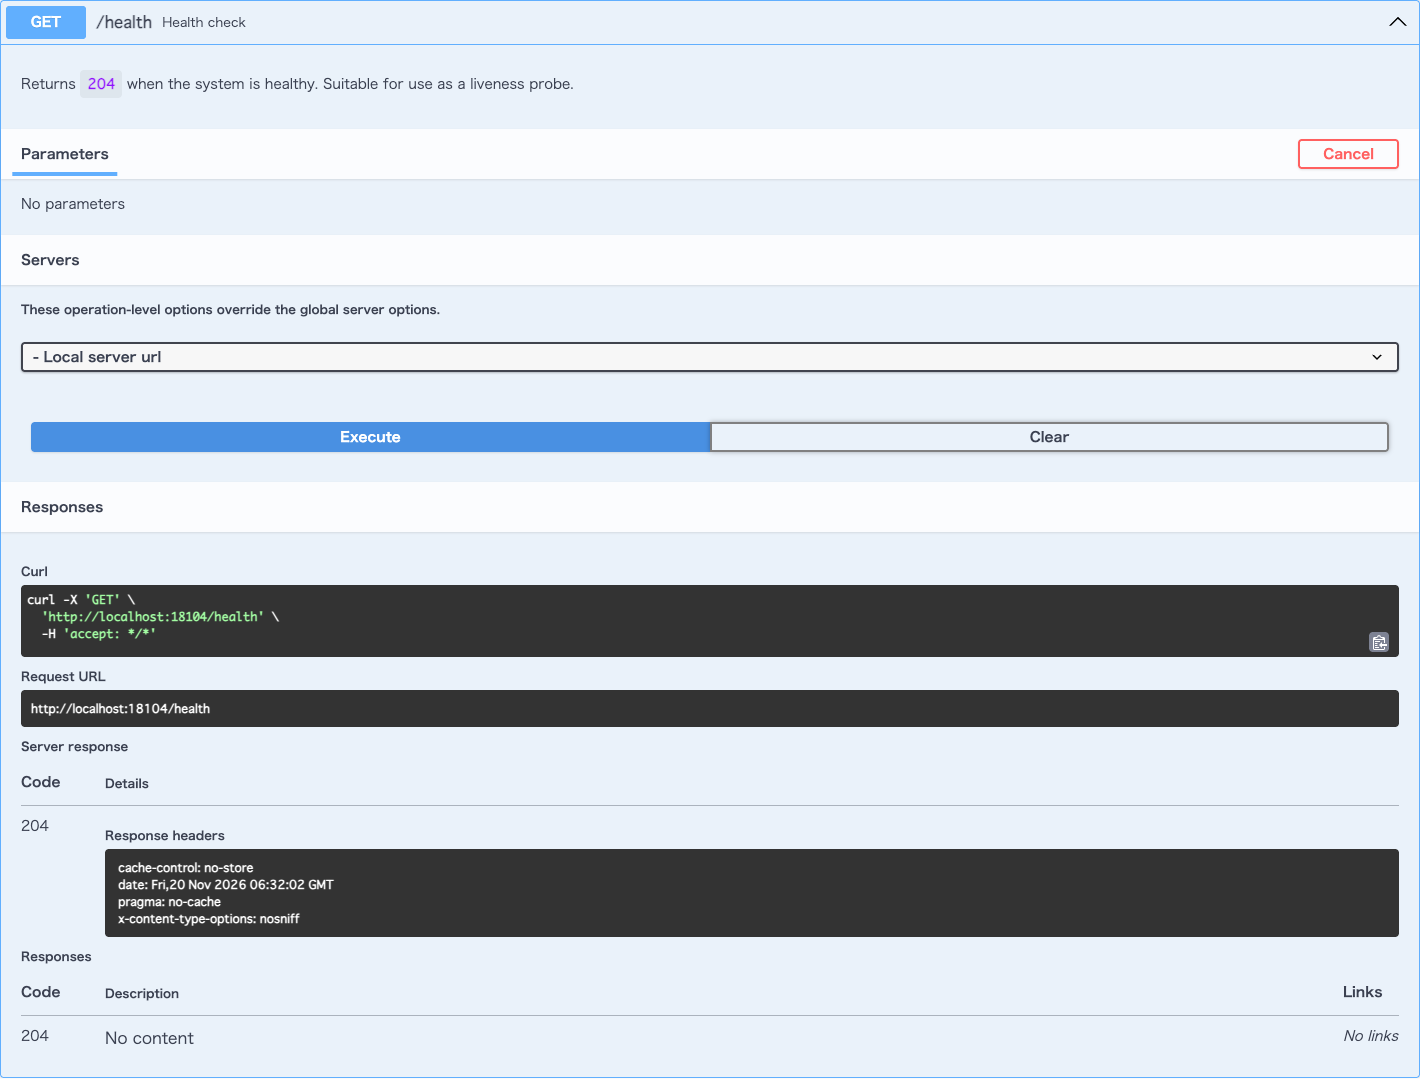 GET /health Health check
Returns 204 when the system is healthy. Suitable for use as a liveness probe.
Parameters
Cancel
No parameters
Servers
These operation-level options override the global server options.
- Local server url
Execute
Clear
Responses
Curl
curl -X 'GET' \
'http://localhost:18104/health' \
-H 'accept: */*'
Request URL
http://localhost:18104/health
Server response
Code Details
204
Response headers
cache-control: no-store
date: Fri,20 Nov 2026 06:32:02 GMT
pragma: no-cache
x-content-type-options: nosniff
Responses
Code Description Links
204 No content No links